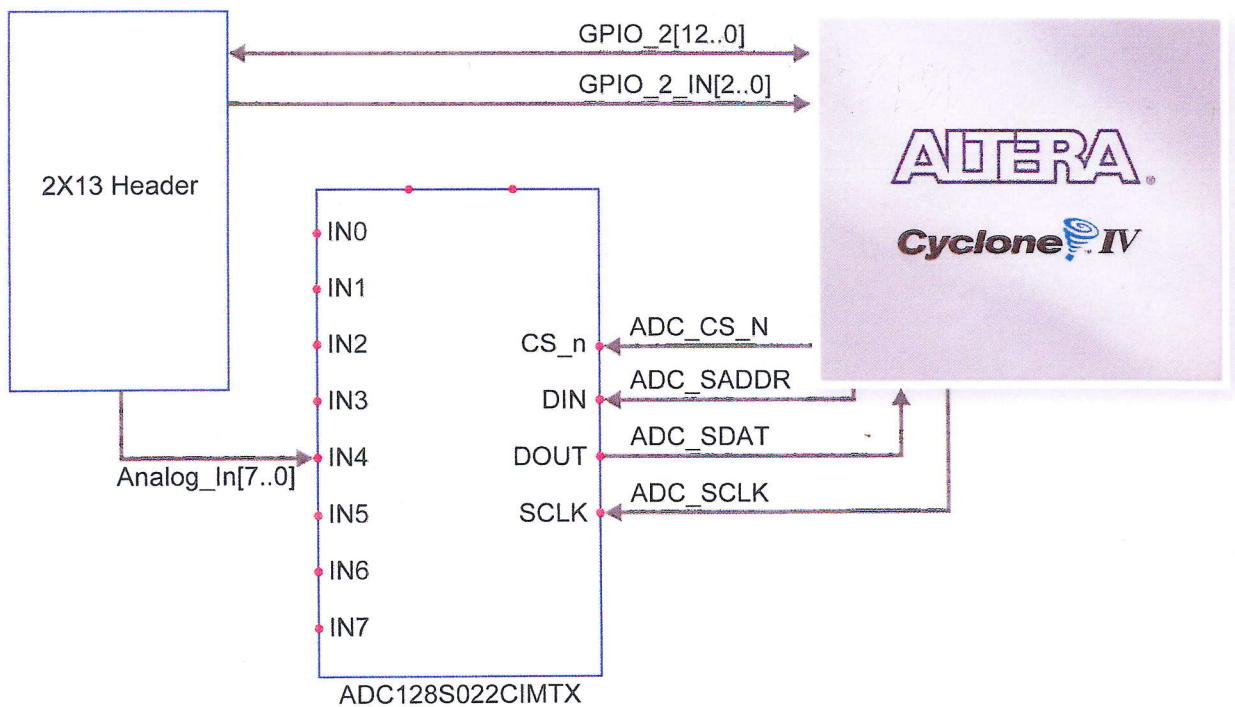 GPIO_2[12..0]
GPIO_2_IN[2..0]
2X13 Header
ALTERA®
Cyclone IV
IN0
IN1
IN2
IN3
IN4
IN5
IN6
IN7
Analog_In[7..0]
CS_n
DIN
DOUT
SCLK
ADC_CS_N
ADC_SADDR
ADC_SDAT
ADC_SCLK
ADC128S022CIMTX